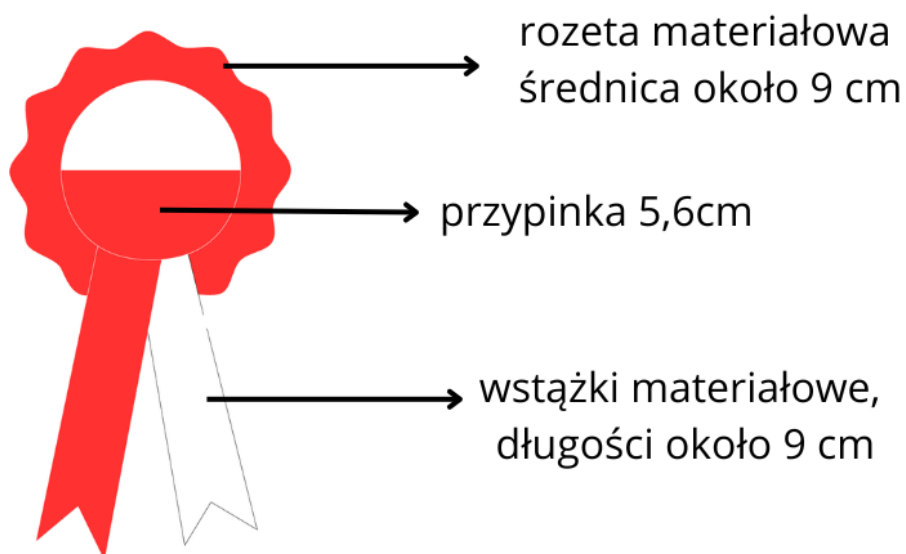 rozeta materiałowa
średnica około 9 cm
przypinka 5,6cm
wstążki materiałowe,
długości około 9 cm